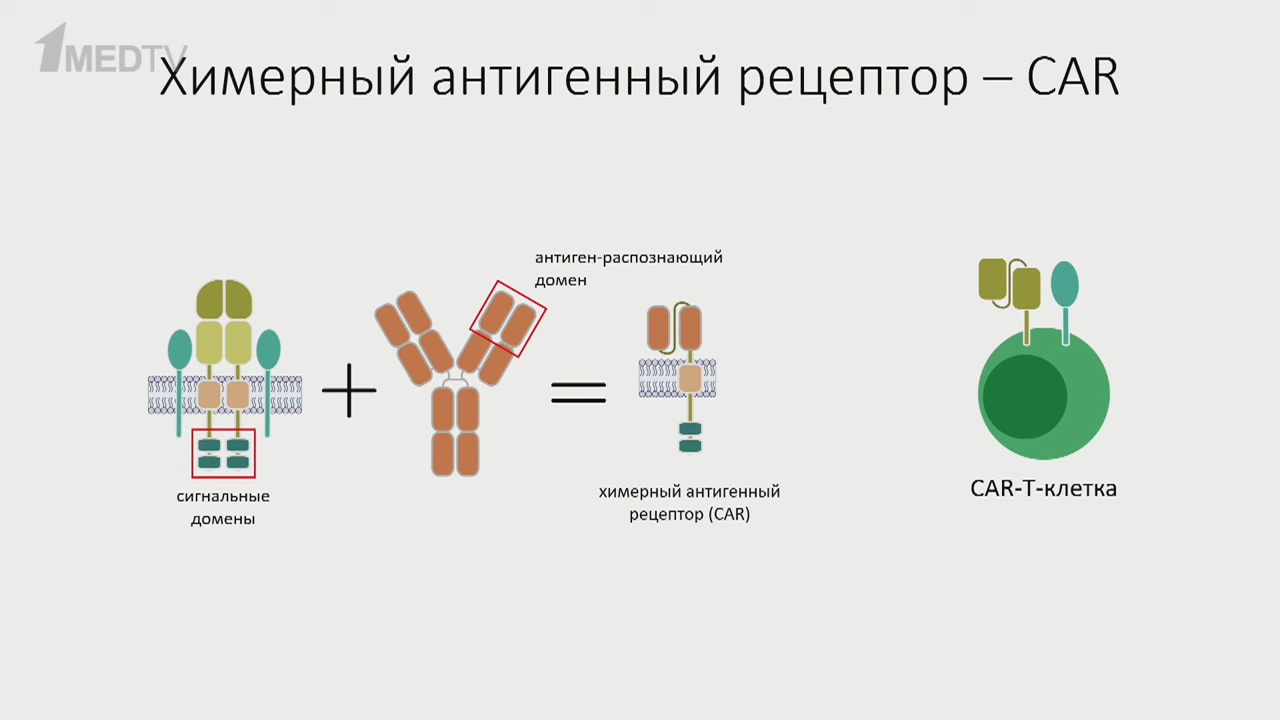 1MEDTV
Химерный антигенный рецептор – CAR
антиген-распознающий
домен
сигнальные
домены
химерный антигенный
рецептор (CAR)
CAR-Т-клетка